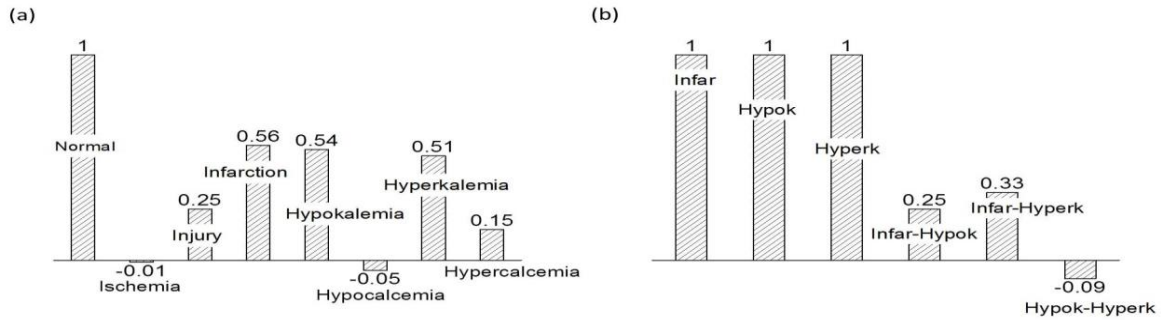 (a)
1
Normal
-0.01
Ischemia
0.25
Injury
0.56
Infarction
0.54
Hypokalemia
-0.05
Hypocalcemia
0.51
Hyperkalemia
0.15
Hypercalcemia
(b)
1
Infar
1
Hypok
1
Hyperk
0.25
Infar-Hypok
0.33
Infar-Hyperk
-0.09
Hypok-Hyperk